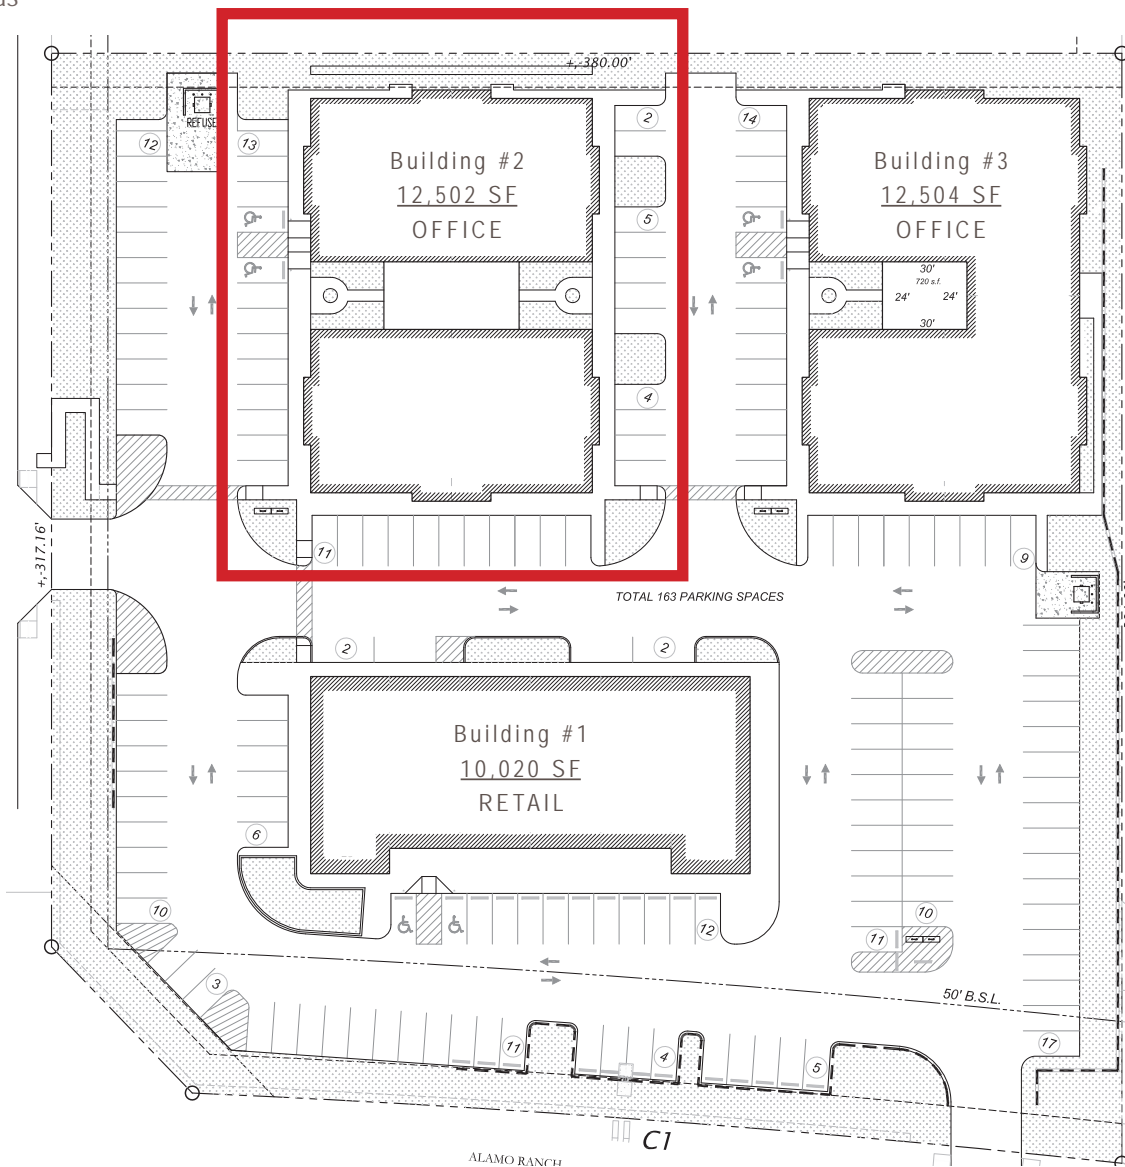 +,-380.00'
REFUSE
12
13
2
14
Building #2
12,502 SF
OFFICE
Building #3
12,504 SF
OFFICE
5
30'
720 s.f.
24'
24'
30'
4
+,-317.16'
11
9
TOTAL 163 PARKING SPACES
2
2
Building #1
10,020 SF
RETAIL
6
10
12
10
11
3
50' B.S.L.
11
4
5
17
C1
ALAMO RANCH